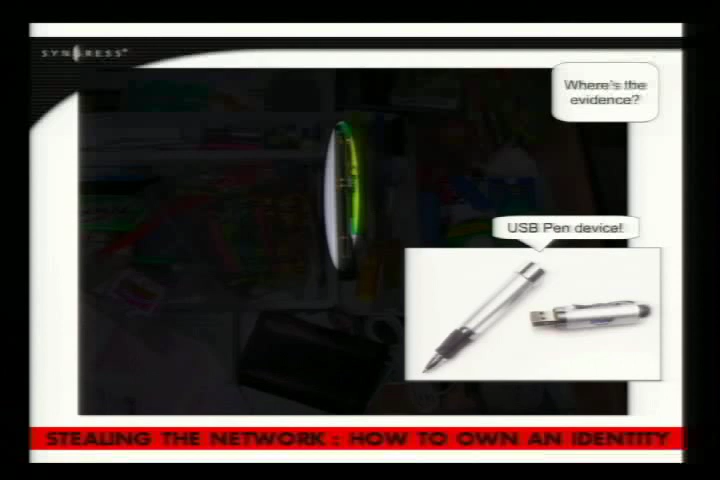 SYNGRESS
Where's the
evidence?
USB Pen device!
STEALING THE NETWORK : HOW TO OWN AN IDENTITY